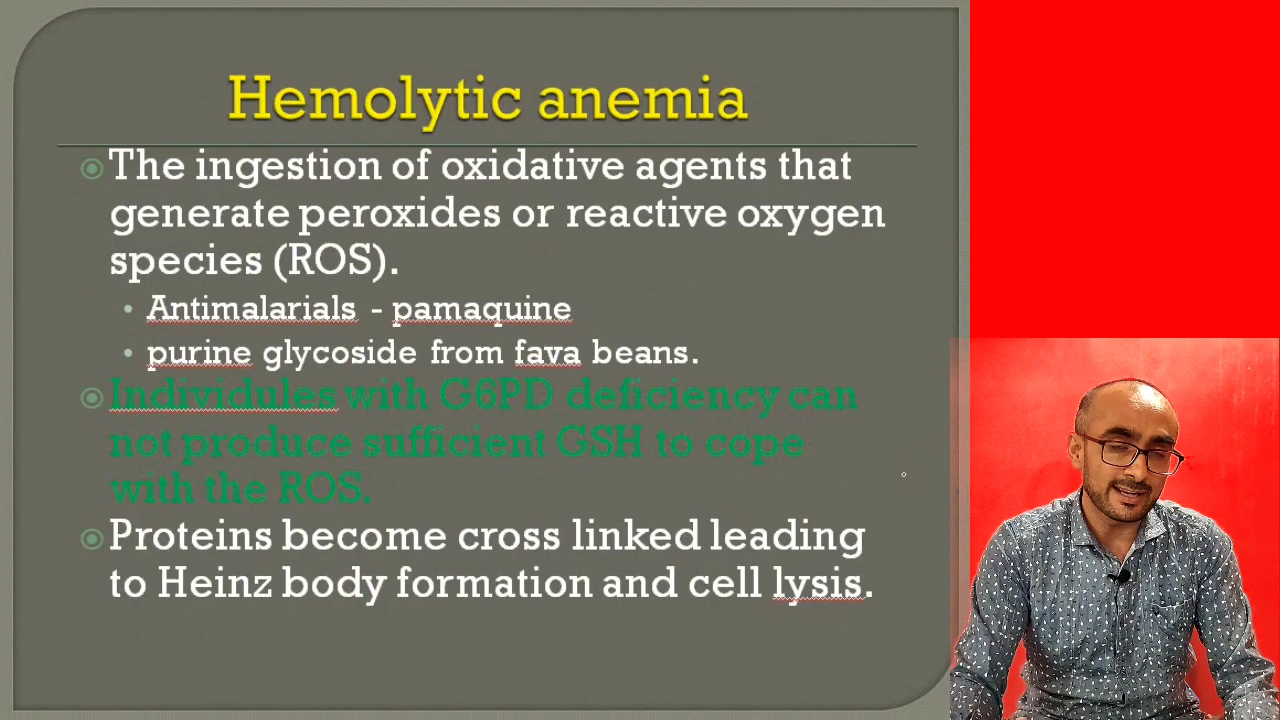 Hemolytic anemia
The ingestion of oxidative agents that
generate peroxides or reactive oxygen
species (ROS).
Antimalarials - pamaquine
purine glycoside from fava beans.
Individules with G6PD deficiency can
not produce sufficient GSH to cope
with the ROS.
Proteins become cross linked leading
to Heinz body formation and cell lysis.